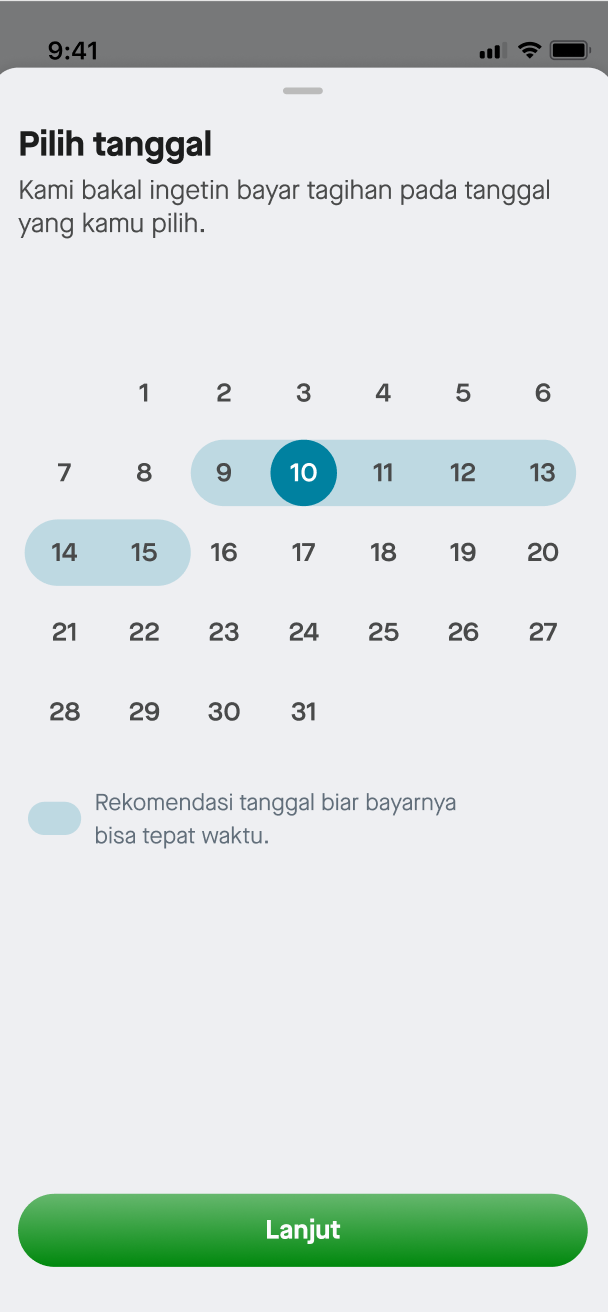 9:41
Pilih tanggal
Kami bakal ingetin bayar tagihan pada tanggal
yang kamu pilih.
1 2 3 4 5 6
7 8 9 10 11 12 13
14 15 16 17 18 19 20
21 22 23 24 25 26 27
28 29 30 31
Rekomendasi tanggal biar bayarnya
bisa tepat waktu.
Lanjut